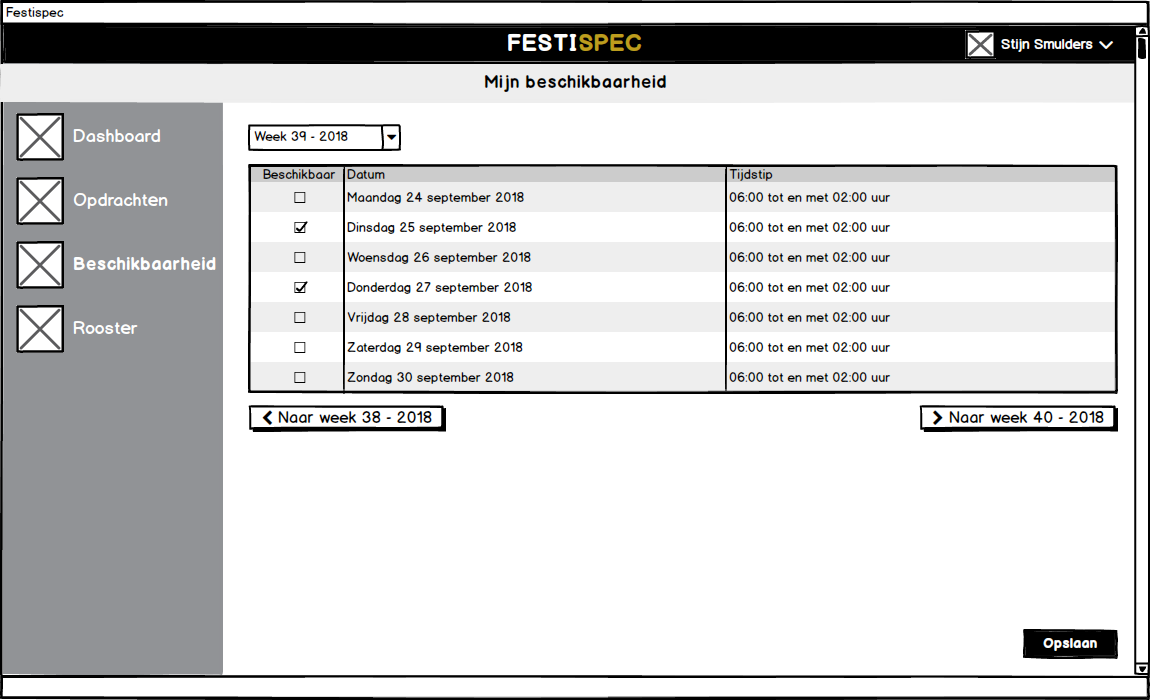 Festispec
FESTISPEC
Stijn Smulders
Mijn beschikbaarheid
Dashboard
Opdrachten
Beschikbaarheid
Rooster
Week 39 - 2018
Beschikbaar Datum Tijdstip
Maandag 24 september 2018 06:00 tot en met 02:00 uur
Dinsdag 25 september 2018 06:00 tot en met 02:00 uur
Woensdag 26 september 2018 06:00 tot en met 02:00 uur
Donderdag 27 september 2018 06:00 tot en met 02:00 uur
Vrijdag 28 september 2018 06:00 tot en met 02:00 uur
Zaterdag 29 september 2018 06:00 tot en met 02:00 uur
Zondag 30 september 2018 06:00 tot en met 02:00 uur
Naar week 38 - 2018
Naar week 40 - 2018
Opslaan